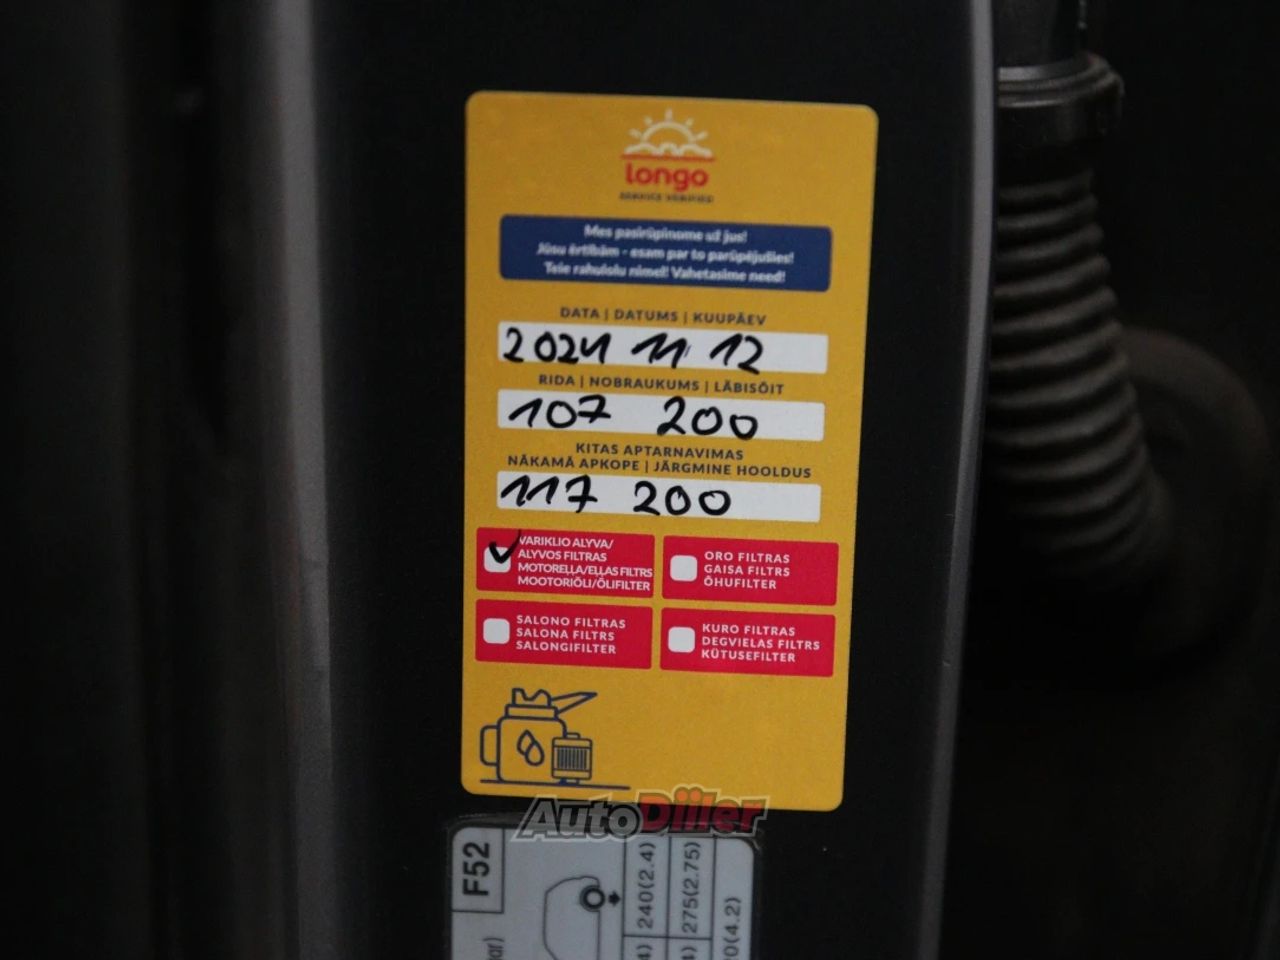 longo
SERVICE VERIFIED
Mes pasirūpinome už jus!
Jūsu ērtībām - esam par to parūpējušies!
Teie rahulolu nimel! Vahetasime need!
DATA | DATUMS | KUUPÄEV
2024 11 12
RIDA | NOBRAUKUMS | LÄBISÕIT
107 200
KITAS APTARNAVIMAS
NĀKAMĀ APKOPE | JÄRGMINE HOOLDUS
117 200
VARIKLIO ALYVA/
ALYVOS FILTRAS
MOTOREĻĻA/EĻĻAS FILTRS
MOOTORIÕLI/ÕLIFILTER
ORO FILTRAS
GAISA FILTRS
ÕHUFILTER
SALONO FILTRAS
SALONA FILTRS
SALONGIFILTER
KURO FILTRAS
DEGVIELAS FILTRS
KÜTUSEFILTER
AutoDiiler
F52
240(2.4)
275(2.75)